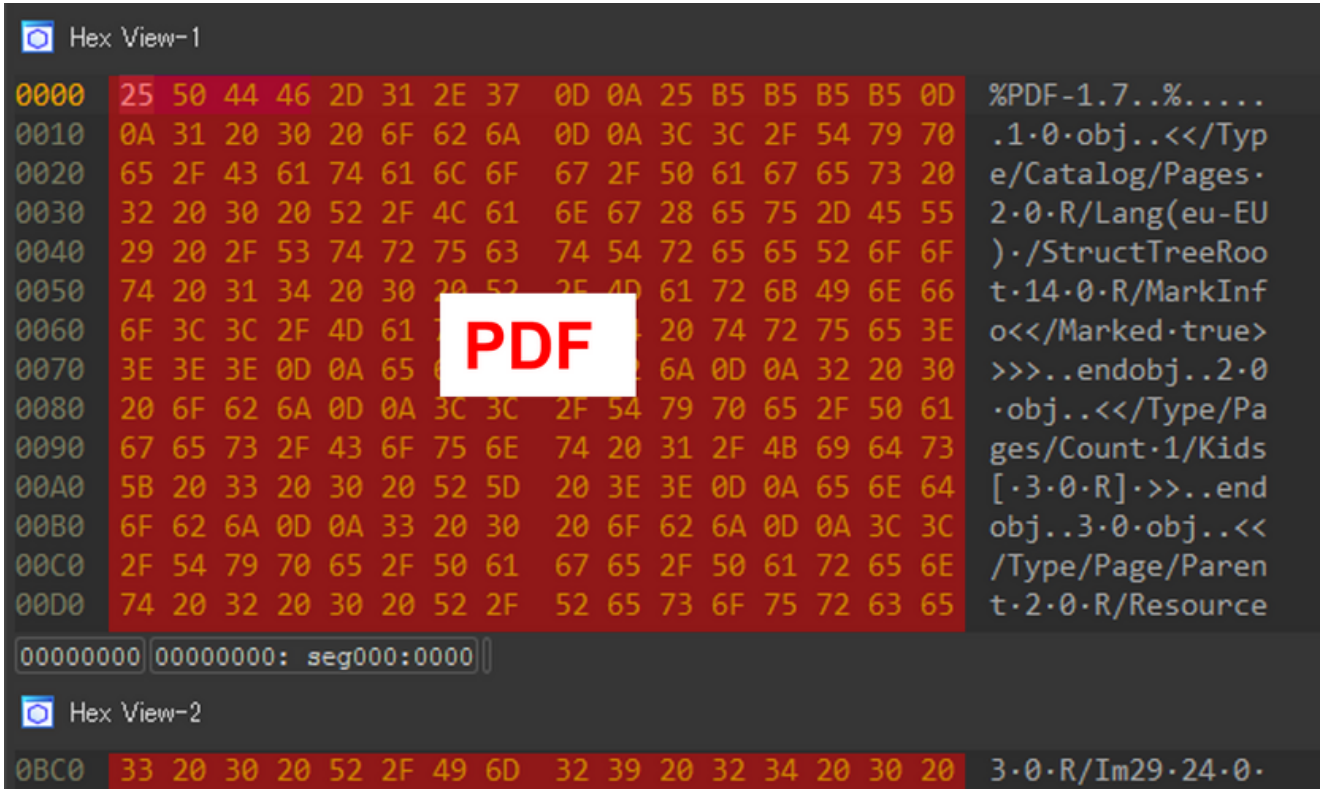 Hex View-1
0000 25 50 44 46 2D 31 2E 37 0D 0A 25 B5 B5 B5 B5 0D %PDF-1.7..%.....
0010 0A 31 20 30 20 6F 62 6A 0D 0A 3C 3C 2F 54 79 70 .1·0·obj..<</Typ
0020 65 2F 43 61 74 61 6C 6F 67 2F 50 61 67 65 73 20 e/Catalog/Pages·
0030 32 20 30 20 52 2F 4C 61 6E 67 28 65 75 2D 45 55 2·0·R/Lang(eu-EU
0040 29 20 2F 53 74 72 75 63 74 54 72 65 65 52 6F 6F )·/StructTreeRoo
0050 74 20 31 34 20 30 20 52 2F 4D 61 72 6B 49 6E 66 t·14·0·R/MarkInf
0060 6F 3C 3C 2F 4D 61 20 74 72 75 65 3E o<</Marked·true>
PDF
0070 3E 3E 3E 0D 0A 65 6A 0D 0A 32 20 30 >>>..endobj..2·0
0080 20 6F 62 6A 0D 0A 3C 3C 2F 54 79 70 65 2F 50 61 ·obj..<</Type/Pa
0090 67 65 73 2F 43 6F 75 6E 74 20 31 2F 4B 69 64 73 ges/Count·1/Kids
00A0 5B 20 33 20 30 20 52 5D 20 3E 3E 0D 0A 65 6E 64 [·3·0·R]·>>..end
00B0 6F 62 6A 0D 0A 33 20 30 20 6F 62 6A 0D 0A 3C 3C obj..3·0·obj..<<
00C0 2F 54 79 70 65 2F 50 61 67 65 2F 50 61 72 65 6E /Type/Page/Paren
00D0 74 20 32 20 30 20 52 2F 52 65 73 6F 75 72 63 65 t·2·0·R/Resource
00000000 00000000: seg000:0000
Hex View-2
0BC0 33 20 30 20 52 2F 49 6D 32 39 20 32 34 20 30 20 3·0·R/Im29·24·0·